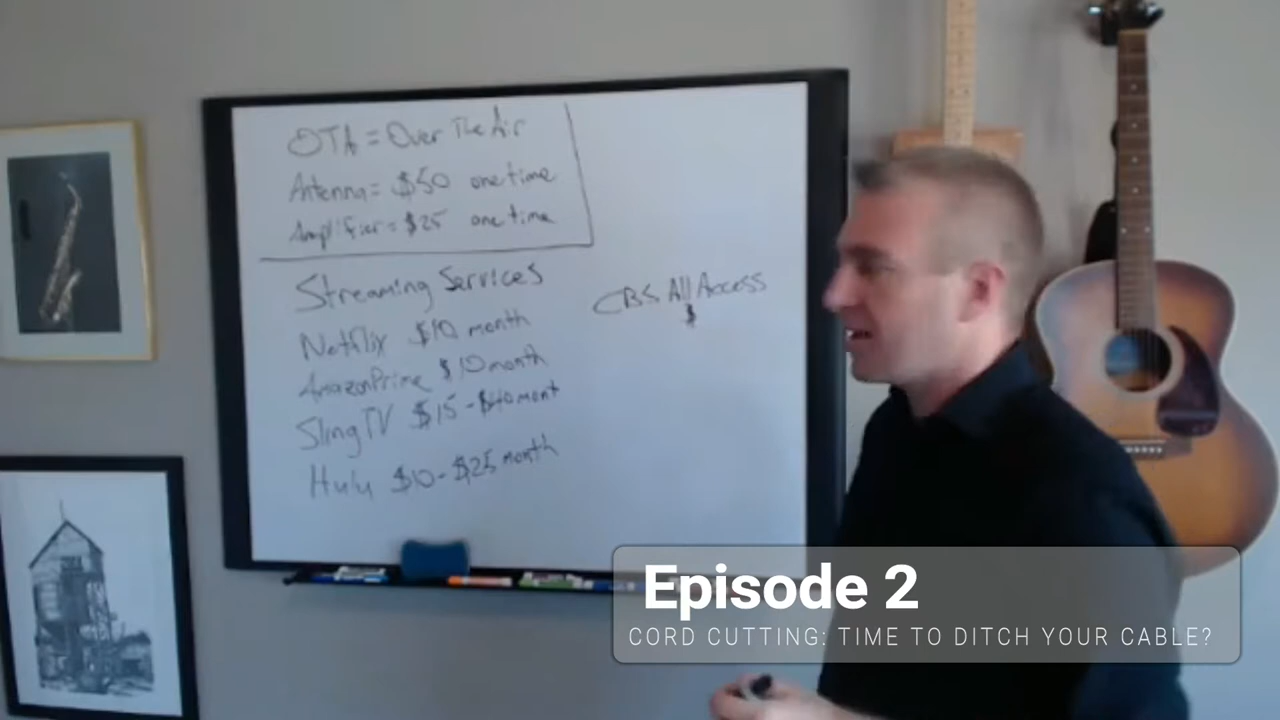 OTA = Over The Air
Antenna = $50 one time
Amplifier = $25 one time
Streaming Services
Netflix $10 month
AmazonPrime $10 month
SlingTV $15 - $40 mont
Hulu $10 - $25 month
CBS All Access
$
Episode 2
CORD CUTTING: TIME TO DITCH YOUR CABLE?